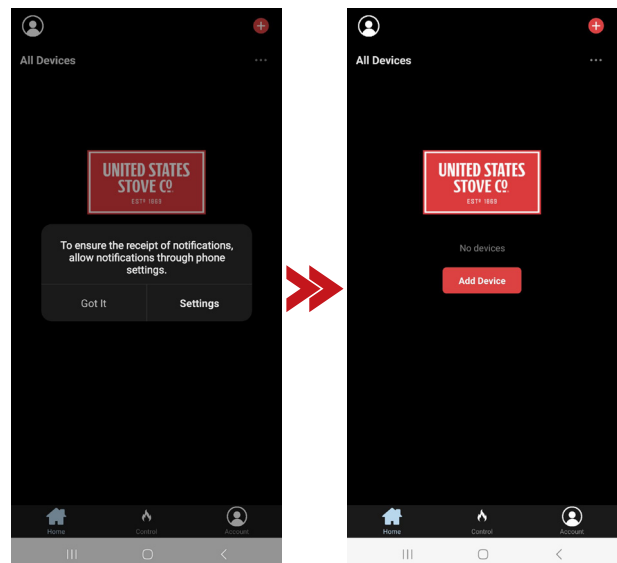 All Devices
UNITED STATES
STOVE CO.
ESTD 1869
To ensure the receipt of notifications,
allow notifications through phone
settings.
Got It
Settings
Home
Control
Account
All Devices
UNITED STATES
STOVE CO.
ESTD 1869
No devices
Add Device
Home
Control
Account